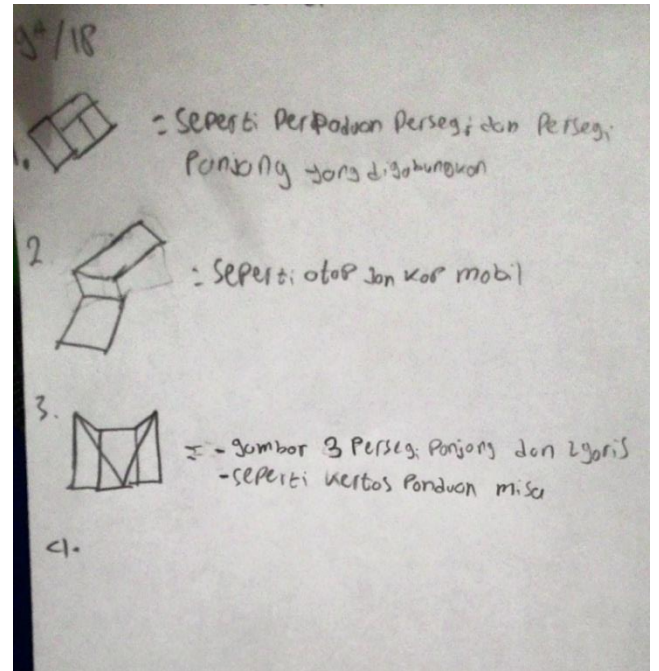 9A/18
1. = seperti Perpaduan Persegi dan Persegi
Panjang yang digabungkan
2 = seperti atap dan kap mobil
3. = - gambar 3 Persegi Panjang dan 2 garis
- seperti kertas Panduan misa
4.